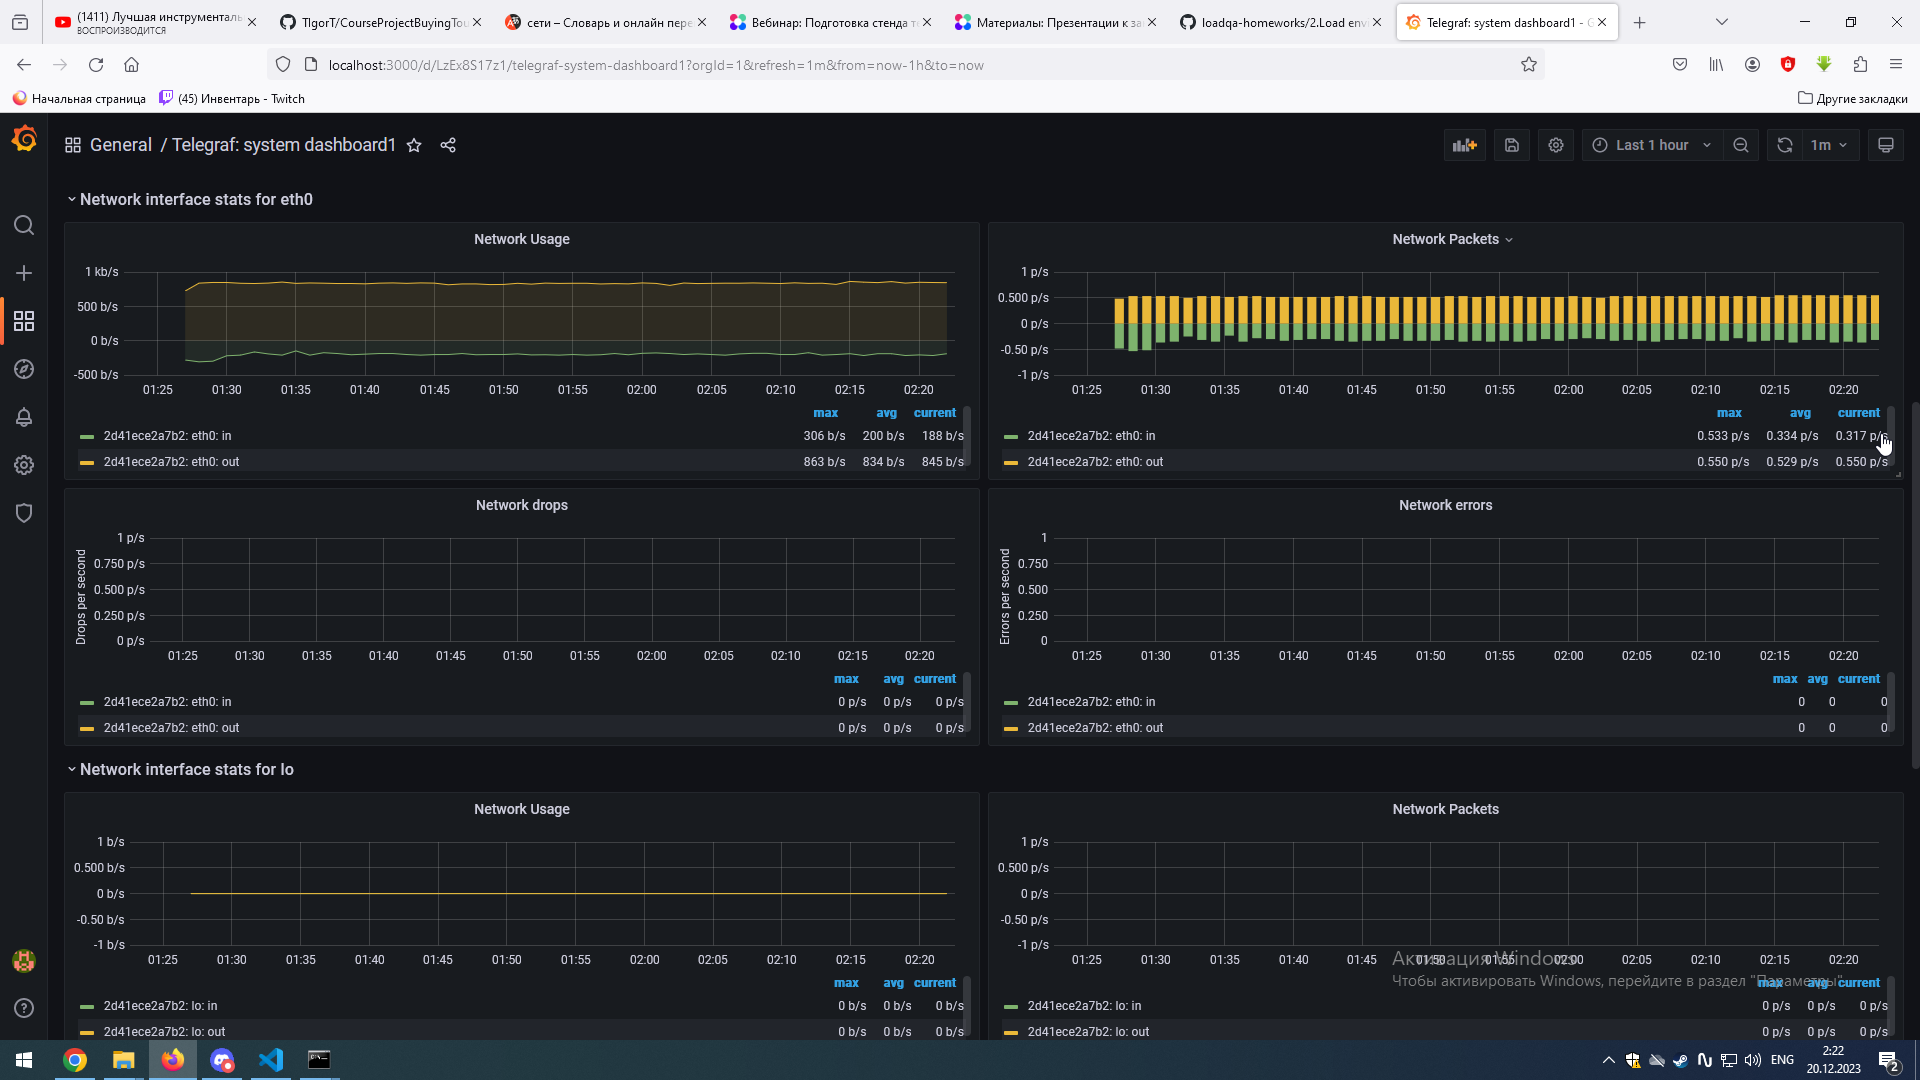 (1411) Лучшая инструменталь
ВОСПРОИЗВОДИТСЯ
TIgorT/CourseProjectBuyingTou
сети – Словарь и онлайн пере
Вебинар: Подготовка стенда т
Материалы: Презентации к за
loadqa-homeworks/2.Load env
Telegraf: system dashboard1 - G
localhost:3000/d/LzEx8S17z1/telegraf-system-dashboard1?orgId=1&refresh=1m&from=now-1h&to=now
Начальная страница
(45) Инвентарь - Twitch
Другие закладки
General / Telegraf: system dashboard1
Last 1 hour
1m
Network interface stats for eth0
Network Usage
1 kb/s
500 b/s
0 b/s
-500 b/s
01:25 01:30 01:35 01:40 01:45 01:50 01:55 02:00 02:05 02:10 02:15 02:20
max avg current
2d41ece2a7b2: eth0: in 306 b/s 200 b/s 188 b/s
2d41ece2a7b2: eth0: out 863 b/s 834 b/s 845 b/s
Network Packets
1 p/s
0.500 p/s
0 p/s
-0.50 p/s
-1 p/s
01:25 01:30 01:35 01:40 01:45 01:50 01:55 02:00 02:05 02:10 02:15 02:20
max avg current
2d41ece2a7b2: eth0: in 0.533 p/s 0.334 p/s 0.317 p/s
2d41ece2a7b2: eth0: out 0.550 p/s 0.529 p/s 0.550 p/s
Network drops
Drops per second
1 p/s
0.750 p/s
0.500 p/s
0.250 p/s
0 p/s
01:25 01:30 01:35 01:40 01:45 01:50 01:55 02:00 02:05 02:10 02:15 02:20
max avg current
2d41ece2a7b2: eth0: in 0 p/s 0 p/s 0 p/s
2d41ece2a7b2: eth0: out 0 p/s 0 p/s 0 p/s
Network errors
Errors per second
1
0.750
0.500
0.250
0
01:25 01:30 01:35 01:40 01:45 01:50 01:55 02:00 02:05 02:10 02:15 02:20
max avg current
2d41ece2a7b2: eth0: in 0 0 0
2d41ece2a7b2: eth0: out 0 0 0
Network interface stats for lo
Network Usage
1 b/s
0.500 b/s
0 b/s
-0.50 b/s
-1 b/s
01:25 01:30 01:35 01:40 01:45 01:50 01:55 02:00 02:05 02:10 02:15 02:20
max avg current
2d41ece2a7b2: lo: in 0 b/s 0 b/s 0 b/s
2d41ece2a7b2: lo: out 0 b/s 0 b/s 0 b/s
Network Packets
1 p/s
0.500 p/s
0 p/s
-0.50 p/s
-1 p/s
01:25 01:30 01:35 01:40 01:45 01:50 01:55 02:00 02:05 02:10 02:15 02:20
max avg current
2d41ece2a7b2: lo: in 0 p/s 0 p/s 0 p/s
2d41ece2a7b2: lo: out 0 p/s 0 p/s 0 p/s
Активация Windows
Чтобы активировать Windows, перейдите в раздел "Параметры".
ENG
2:22
20.12.2023
2